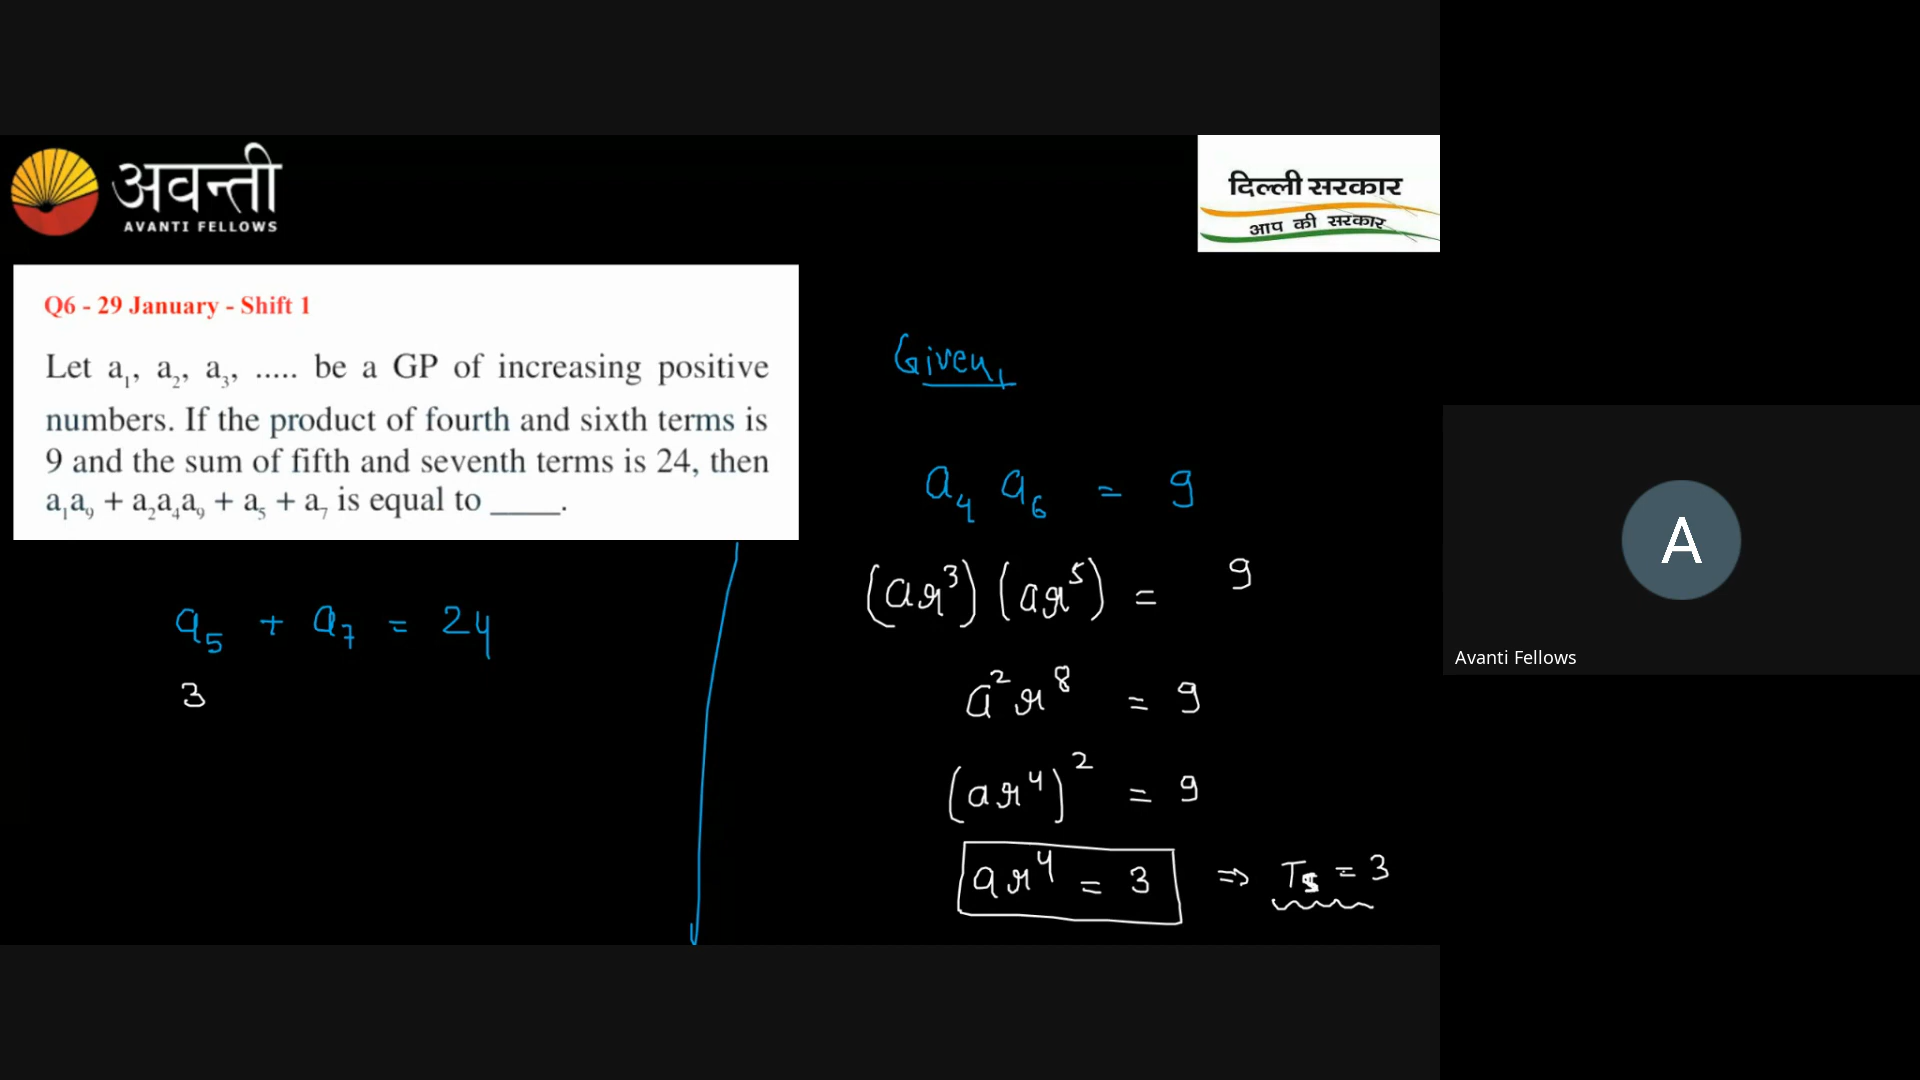 अवन्ती
AVANTI FELLOWS
दिल्ली सरकार
आप की सरकार
Q6 - 29 January - Shift 1
Let a₁, a₂, a₃, ..... be a GP of increasing positive
numbers. If the product of fourth and sixth terms is
9 and the sum of fifth and seventh terms is 24, then
a₁a₉ + a₂a₄a₉ + a₅ + a₇ is equal to _____.
a₅ + a₇ = 24
3
Given,
a₄ a₆ = 9
(ar³) (ar⁵) = 9
a² r⁸ = 9
(ar⁴)² = 9
ar⁴ = 3 ⇒ T₅ = 3
A
Avanti Fellows